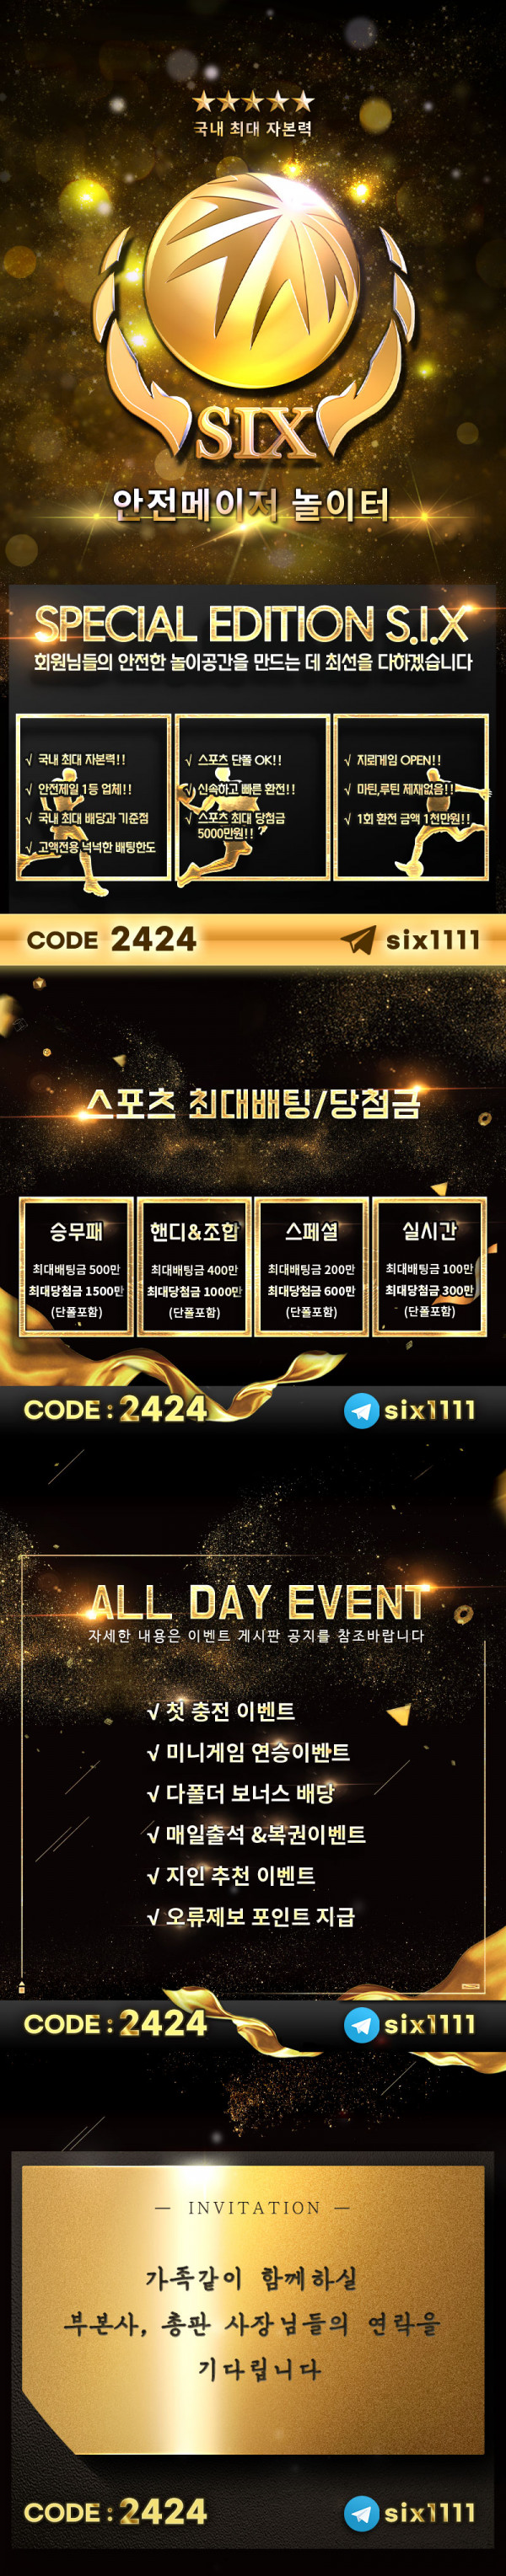 국내 최대 자본력
SIX
안전메이저 놀이터
SPECIAL EDITION S.I.X
회원님들의 안전한 놀이공간을 만드는 데 최선을 다하겠습니다
√ 국내 최대 자본력!!
√ 안전제일 1등 업체!!
√ 국내 최대 배당과 기준점
√ 고액전용 넉넉한 배팅한도
√ 스포츠 단폴 OK!!
√ 신속하고 빠른 환전!!
√ 스포츠 최대 당첨금
5000만원!!
√ 지로게임 OPEN!!
√ 마틴,루틴 제재없음!!
√ 1회 환전 금액 1천만원!!
CODE 2424
six1111
스포츠 최대배팅/당첨금
승무패
최대배팅금 500만
최대당첨금 1500만
(단폴포함)
핸디&조합
최대배팅금 400만
최대당첨금 1000만
(단폴포함)
스페셜
최대배팅금 200만
최대당첨금 600만
(단폴포함)
실시간
최대배팅금 100만
최대당첨금 300만
(단폴포함)
CODE : 2424
six1111
ALL DAY EVENT
자세한 내용은 이벤트 게시판 공지를 참조바랍니다
√ 첫 충전 이벤트
√ 미니게임 연승이벤트
√ 다폴더 보너스 배당
√ 매일출석 &복권이벤트
√ 지인 추천 이벤트
√ 오류제보 포인트 지급
CODE : 2424
six1111
— INVITATION —
가족같이 함께하실
부본사, 총판 사장님들의 연락을
기다립니다
CODE : 2424
six1111